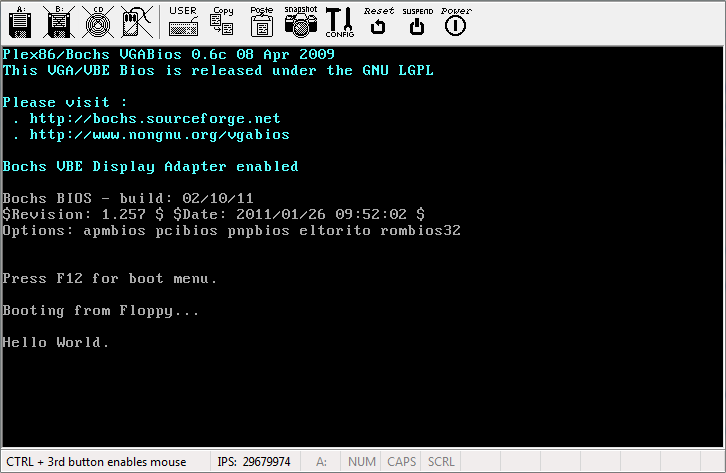 A: B: CD USER Copy Paste snapshot CONFIG Reset SUSPEND Power
Plex86/Bochs VGABios 0.6c 08 Apr 2009
This VGA/VBE Bios is released under the GNU LGPL
Please visit :
. http://bochs.sourceforge.net
. http://www.nongnu.org/vgabios
Bochs VBE Display Adapter enabled
Bochs BIOS - build: 02/10/11
$Revision: 1.257 $ $Date: 2011/01/26 09:52:02 $
Options: apmbios pcibios pnpbios eltorito rombios32
Press F12 for boot menu.
Booting from Floppy...
Hello World.
CTRL + 3rd button enables mouse IPS: 29679974 A: NUM CAPS SCRL